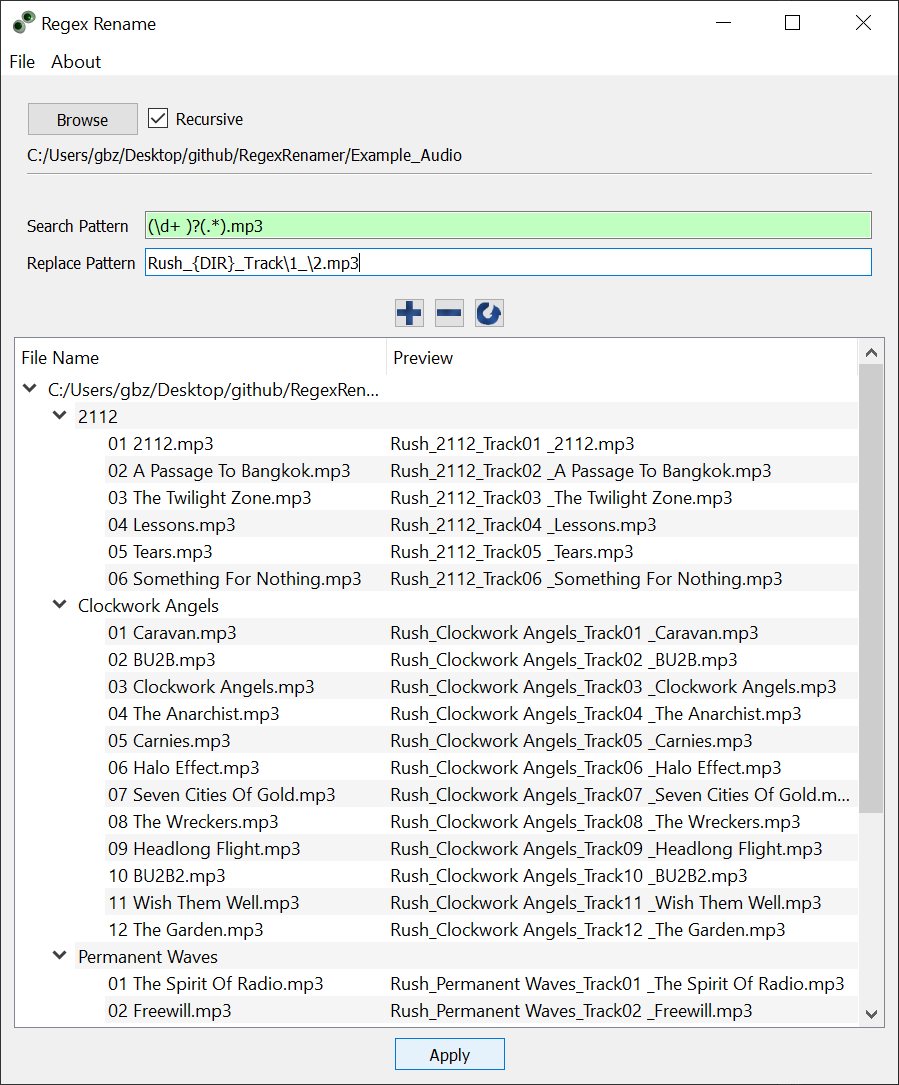 Regex Rename
File About
Browse Recursive
C:/Users/gbz/Desktop/github/RegexRenamer/Example_Audio
Search Pattern (\d+ )?(.*).mp3
Replace Pattern Rush_{DIR}_Track\1_\2.mp3
File Name Preview
C:/Users/gbz/Desktop/github/RegexRen...
2112
01 2112.mp3 Rush_2112_Track01 _2112.mp3
02 A Passage To Bangkok.mp3 Rush_2112_Track02 _A Passage To Bangkok.mp3
03 The Twilight Zone.mp3 Rush_2112_Track03 _The Twilight Zone.mp3
04 Lessons.mp3 Rush_2112_Track04 _Lessons.mp3
05 Tears.mp3 Rush_2112_Track05 _Tears.mp3
06 Something For Nothing.mp3 Rush_2112_Track06 _Something For Nothing.mp3
Clockwork Angels
01 Caravan.mp3 Rush_Clockwork Angels_Track01 _Caravan.mp3
02 BU2B.mp3 Rush_Clockwork Angels_Track02 _BU2B.mp3
03 Clockwork Angels.mp3 Rush_Clockwork Angels_Track03 _Clockwork Angels.mp3
04 The Anarchist.mp3 Rush_Clockwork Angels_Track04 _The Anarchist.mp3
05 Carnies.mp3 Rush_Clockwork Angels_Track05 _Carnies.mp3
06 Halo Effect.mp3 Rush_Clockwork Angels_Track06 _Halo Effect.mp3
07 Seven Cities Of Gold.mp3 Rush_Clockwork Angels_Track07 _Seven Cities Of Gold.m...
08 The Wreckers.mp3 Rush_Clockwork Angels_Track08 _The Wreckers.mp3
09 Headlong Flight.mp3 Rush_Clockwork Angels_Track09 _Headlong Flight.mp3
10 BU2B2.mp3 Rush_Clockwork Angels_Track10 _BU2B2.mp3
11 Wish Them Well.mp3 Rush_Clockwork Angels_Track11 _Wish Them Well.mp3
12 The Garden.mp3 Rush_Clockwork Angels_Track12 _The Garden.mp3
Permanent Waves
01 The Spirit Of Radio.mp3 Rush_Permanent Waves_Track01 _The Spirit Of Radio.mp3
02 Freewill.mp3 Rush_Permanent Waves_Track02 _Freewill.mp3
Apply